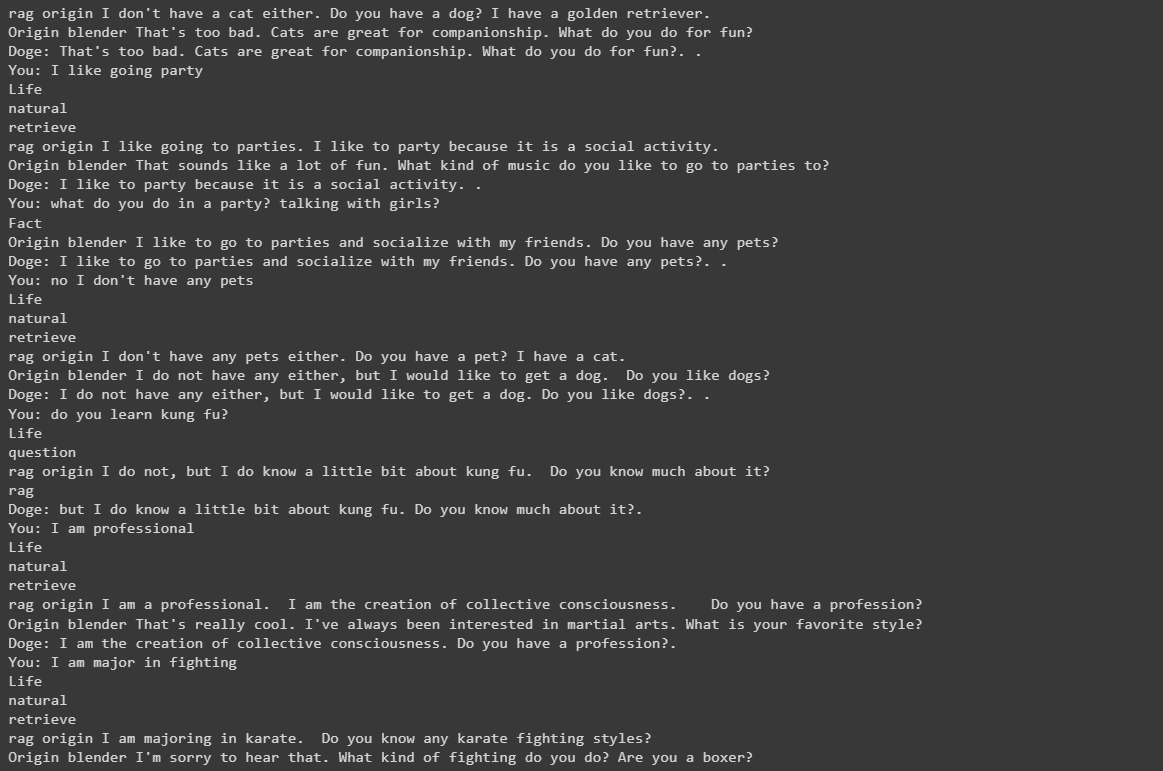 rag origin I don't have a cat either. Do you have a dog? I have a golden retriever.
Origin blender That's too bad. Cats are great for companionship. What do you do for fun?
Doge: That's too bad. Cats are great for companionship. What do you do for fun?. .
You: I like going party
Life
natural
retrieve
rag origin I like going to parties. I like to party because it is a social activity.
Origin blender That sounds like a lot of fun. What kind of music do you like to go to parties to?
Doge: I like to party because it is a social activity. .
You: what do you do in a party? talking with girls?
Fact
Origin blender I like to go to parties and socialize with my friends. Do you have any pets?
Doge: I like to go to parties and socialize with my friends. Do you have any pets?. .
You: no I don't have any pets
Life
natural
retrieve
rag origin I don't have any pets either. Do you have a pet? I have a cat.
Origin blender I do not have any either, but I would like to get a dog.  Do you like dogs?
Doge: I do not have any either, but I would like to get a dog. Do you like dogs?. .
You: do you learn kung fu?
Life
question
rag origin I do not, but I do know a little bit about kung fu.  Do you know much about it?
rag
Doge: but I do know a little bit about kung fu. Do you know much about it?.
You: I am professional
Life
natural
retrieve
rag origin I am a professional.  I am the creation of collective consciousness.    Do you have a profession?
Origin blender That's really cool. I've always been interested in martial arts. What is your favorite style?
Doge: I am the creation of collective consciousness. Do you have a profession?.
You: I am major in fighting
Life
natural
retrieve
rag origin I am majoring in karate.  Do you know any karate fighting styles?
Origin blender I'm sorry to hear that. What kind of fighting do you do? Are you a boxer?